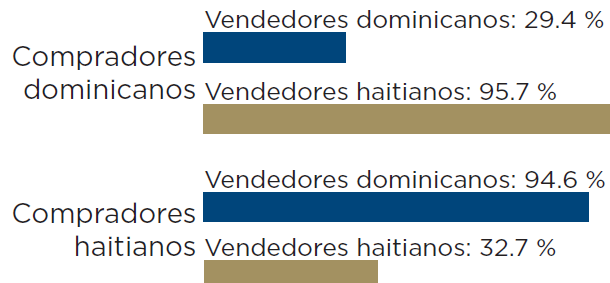 Compradores
dominicanos
Vendedores dominicanos: 29.4 %
Vendedores haitianos: 95.7 %
Compradores
haitianos
Vendedores dominicanos: 94.6 %
Vendedores haitianos: 32.7 %